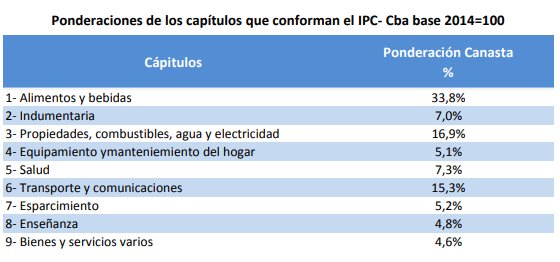 Ponderaciones de los capítulos que conforman el IPC- Cba base 2014=100
Cápitulos Ponderación Canasta %
1- Alimentos y bebidas 33,8%
2- Indumentaria 7,0%
3- Propiedades, combustibles, agua y electricidad 16,9%
4- Equipamiento ymanteniemiento del hogar 5,1%
5- Salud 7,3%
6- Transporte y comunicaciones 15,3%
7- Esparcimiento 5,2%
8- Enseñanza 4,8%
9- Bienes y servicios varios 4,6%